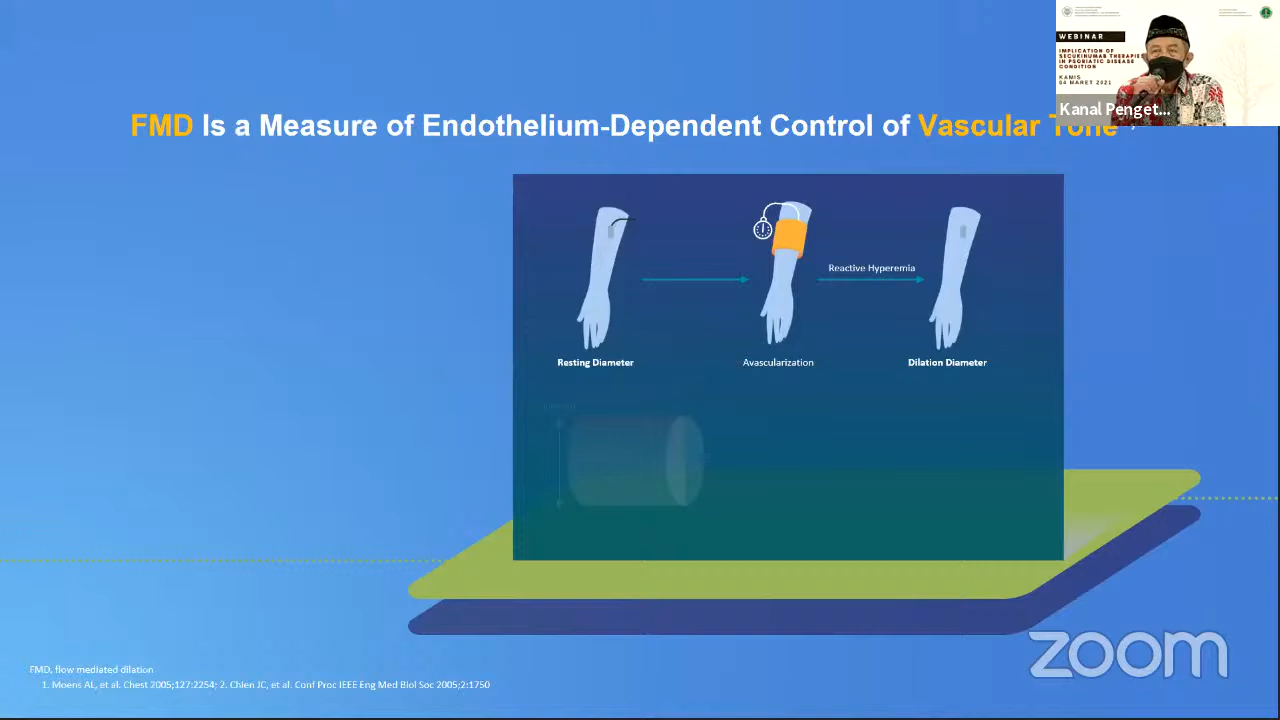 WEBINAR
IMPLICATION OF
SECUKINUMAB THERAPIES
IN PSORIATIC DISEASE
CONDITION
KAMIS
04 MARET 2021
Kanal Penget...
FMD Is a Measure of Endothelium-Dependent Control of Vascular Tone
Reactive Hyperemia
Resting Diameter
Avascularization
Dilation Diameter
zoom
FMD, flow mediated dilation
1. Moens AL, et al. Chest 2005;127:2254; 2. Chien JC, et al. Conf Proc IEEE Eng Med Biol Soc 2005;2:1750